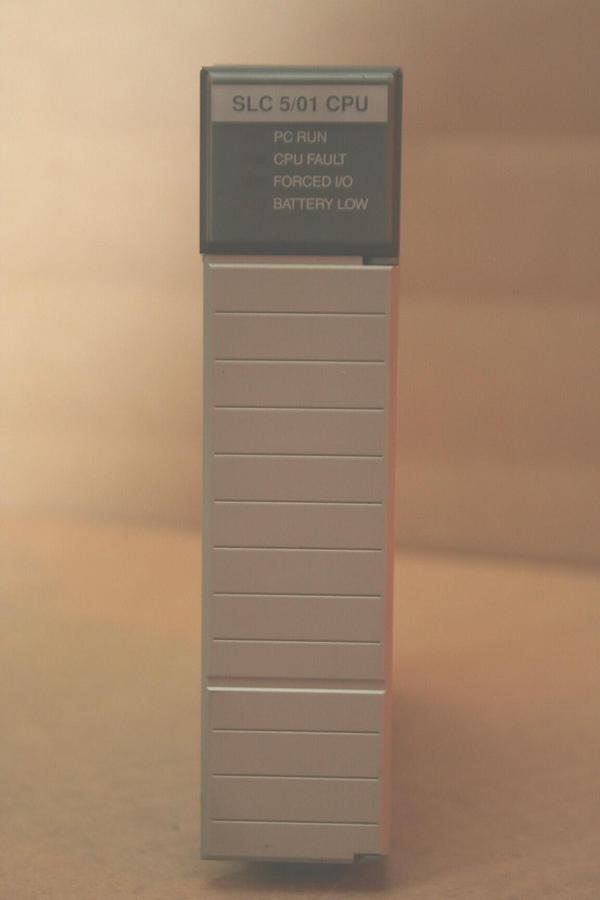 SLC 5/01 CPU
PC RUN
CPU FAULT
FORCED I/O
BATTERY LOW